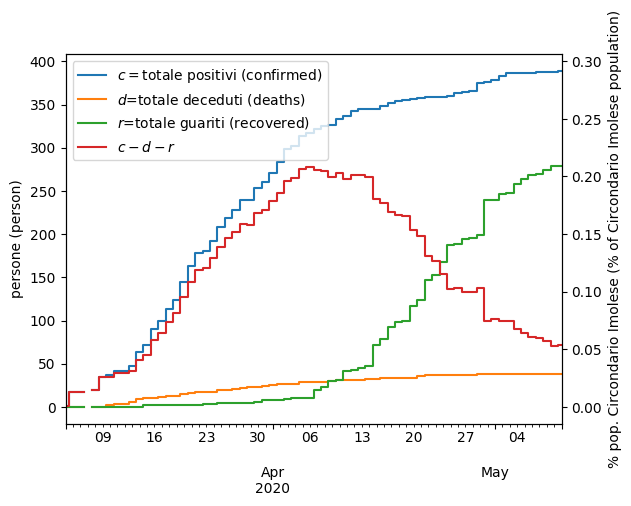 c = totale positivi (confirmed)
d=totale deceduti (deaths)
r=totale guariti (recovered)
c − d − r
400
350
300
250
200
150
100
50
0
persone (person)
0.30
0.25
0.20
0.15
0.10
0.05
0.00
% pop. Circondario Imolese (% of Circondario Imolese population)
09 16 23 30 06 13 20 27 04
Apr May
2020